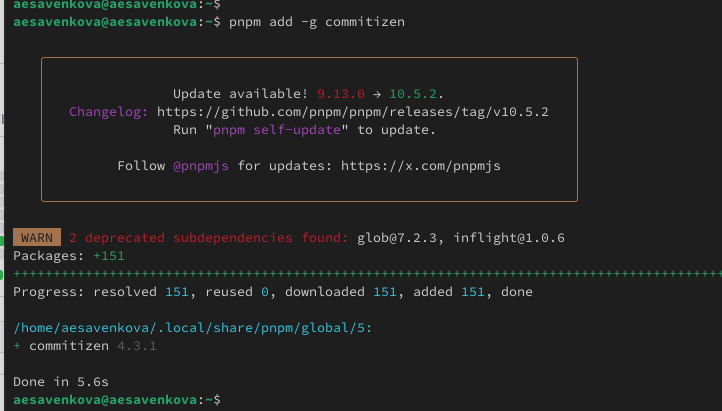 aesavenkova@aesavenkova:~$
aesavenkova@aesavenkova:~$ pnpm add -g commitizen
Update available! 9.13.0 → 10.5.2.
Changelog: https://github.com/pnpm/pnpm/releases/tag/v10.5.2
Run "pnpm self-update" to update.
Follow @pnpmjs for updates: https://x.com/pnpmjs
WARN 2 deprecated subdependencies found: glob@7.2.3, inflight@1.0.6
Packages: +151
++++++++++++++++++++++++++++++++++++++++++++++++++++++++++++++++++++++++++++++++++++++++
Progress: resolved 151, reused 0, downloaded 151, added 151, done
/home/aesavenkova/.local/share/pnpm/global/5:
+ commitizen 4.3.1
Done in 5.6s
aesavenkova@aesavenkova:~$